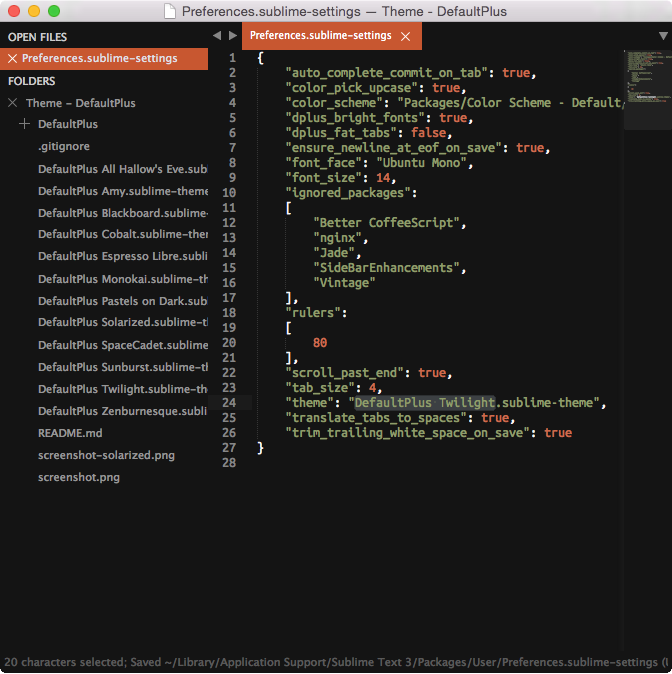 Preferences.sublime-settings — Theme - DefaultPlus
OPEN FILES
Preferences.sublime-settings
FOLDERS
Theme – DefaultPlus
DefaultPlus
.gitignore
DefaultPlus All Hallow's Eve.sub
DefaultPlus Amy.sublime-theme
DefaultPlus Blackboard.sublime-
DefaultPlus Cobalt.sublime-then
DefaultPlus Espresso Libre.sublim
DefaultPlus Monokai.sublime-th
DefaultPlus Pastels on Dark.subl
DefaultPlus Solarized.sublime-th
DefaultPlus SpaceCadet.sublime
DefaultPlus Sunburst.sublime-th
DefaultPlus Twilight.sublime-the
DefaultPlus Zenburnesque.subli
README.md
screenshot-solarized.png
screenshot.png
Preferences.sublime-settings
1 {
2 "auto_complete_commit_on_tab": true,
3 "color_pick_upcase": true,
4 "color_scheme": "Packages/Color Scheme - Default/
5 "dplus_bright_fonts": true,
6 "dplus_fat_tabs": false,
7 "ensure_newline_at_eof_on_save": true,
8 "font_face": "Ubuntu Mono",
9 "font_size": 14,
10 "ignored_packages":
11 [
12 "Better CoffeeScript",
13 "nginx",
14 "Jade",
15 "SideBarEnhancements",
16 "Vintage"
17 ],
18 "rulers":
19 [
20 80
21 ],
22 "scroll_past_end": true,
23 "tab_size": 4,
24 "theme": "DefaultPlus Twilight.sublime-theme",
25 "translate_tabs_to_spaces": true,
26 "trim_trailing_white_space_on_save": true
27 }
28
20 characters selected; Saved ~/Library/Application Support/Sublime Text 3/Packages/User/Preferences.sublime-settings (